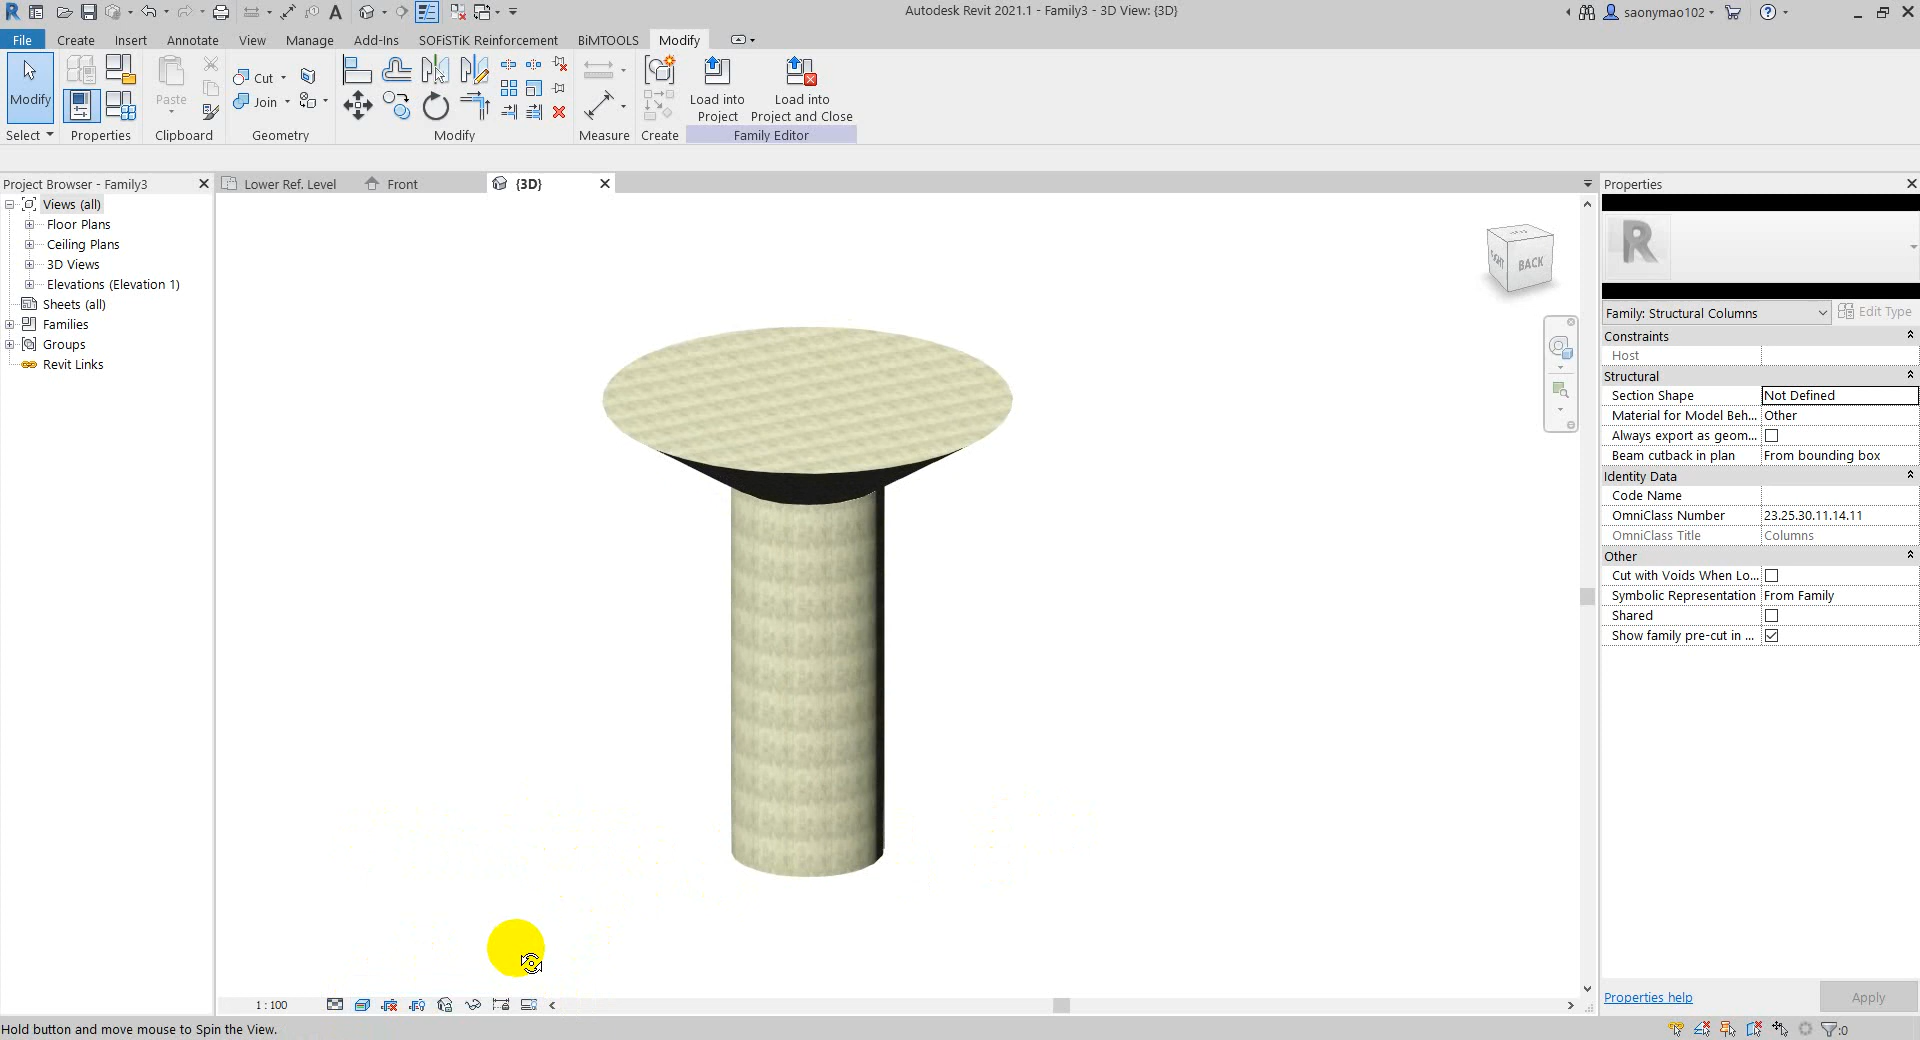 Autodesk Revit 2021.1 - Family3 - 3D View: {3D}
saonymao102
File Create Insert Annotate View Manage Add-Ins SOFiSTiK Reinforcement BiMTOOLS Modify
Modify
Paste
Cut
Join
Load into
Project
Load into
Project and Close
Select Properties Clipboard Geometry Modify Measure Create Family Editor
Project Browser - Family3
Views (all)
Floor Plans
Ceiling Plans
3D Views
Elevations (Elevation 1)
Sheets (all)
Families
Groups
Revit Links
Lower Ref. Level
Front
{3D}
BACK
Properties
R
Family: Structural Columns
Edit Type
Constraints
Host
Structural
Section Shape Not Defined
Material for Model Beh... Other
Always export as geom...
Beam cutback in plan From bounding box
Identity Data
Code Name
OmniClass Number 23.25.30.11.14.11
OmniClass Title Columns
Other
Cut with Voids When Lo...
Symbolic Representation From Family
Shared
Show family pre-cut in ...
Properties help
Apply
1 : 100
Hold button and move mouse to Spin the View.
:0